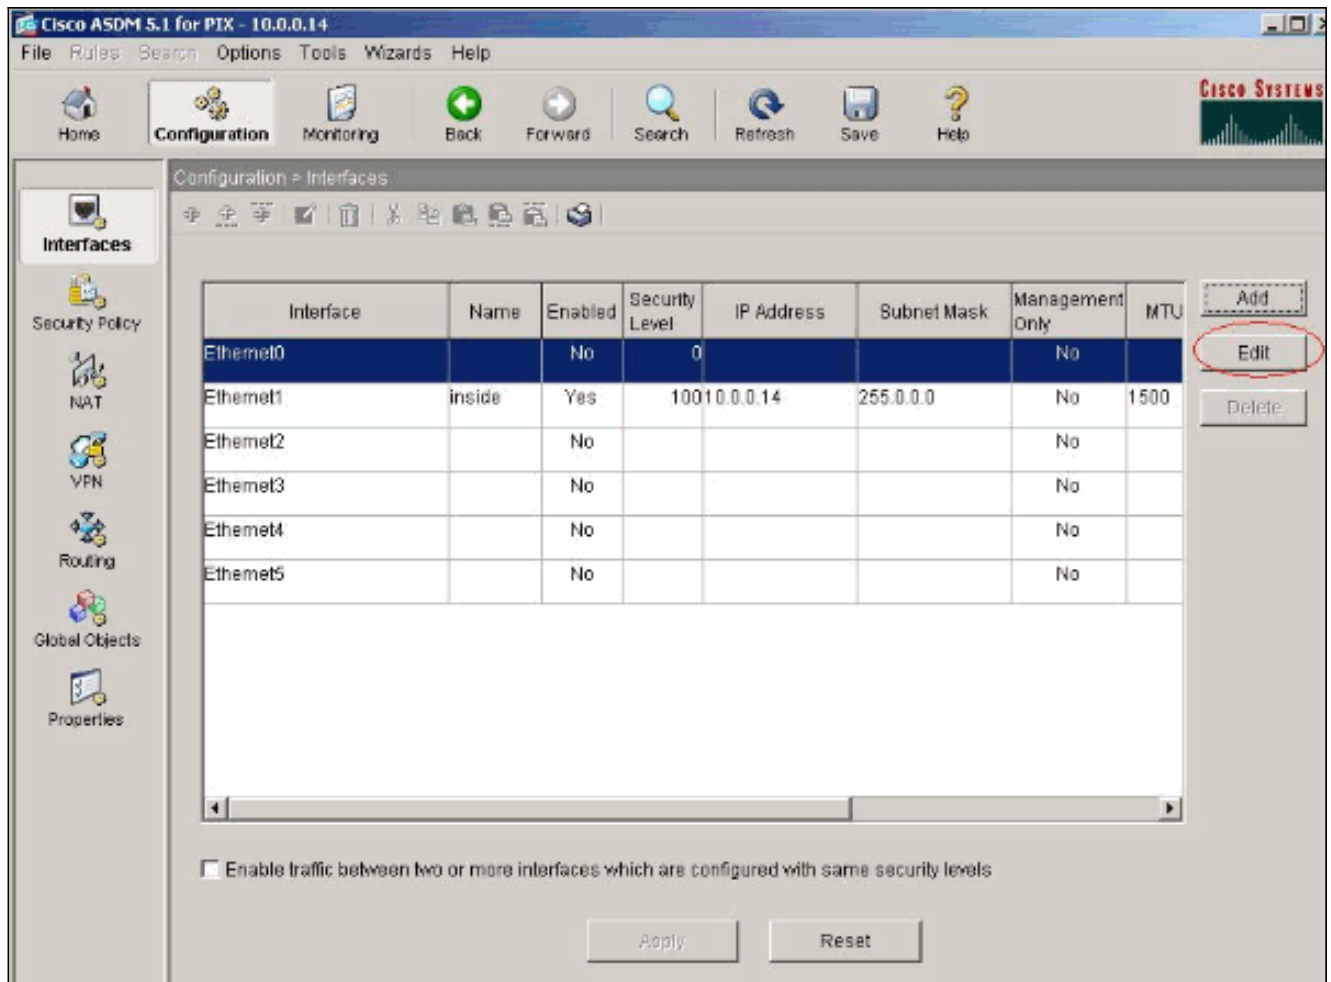 Cisco ASDM 5.1 for PIX - 10.0.0.14
File Rules Search Options Tools Wizards Help
Home Configuration Monitoring Back Forward Search Refresh Save Help
CISCO SYSTEMS
Configuration > Interfaces
Interfaces
Security Policy
NAT
VPN
Routing
Global Objects
Properties
Interface Name Enabled Security Level IP Address Subnet Mask Management Only MTU
Ethernet0 No 0 No
Ethernet1 inside Yes 100 10.0.0.14 255.0.0.0 No 1500
Ethernet2 No No
Ethernet3 No No
Ethernet4 No No
Ethernet5 No No
Add
Edit
Delete
Enable traffic between two or more interfaces which are configured with same security levels
Apply Reset